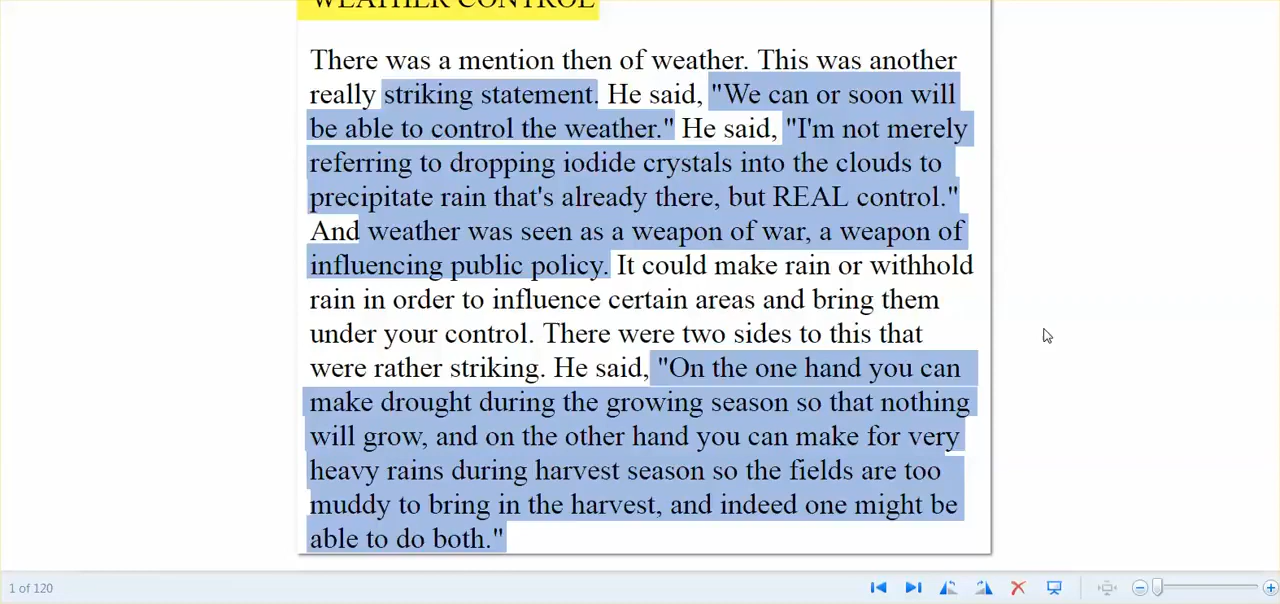 WEATHER CONTROL
There was a mention then of weather. This was another
really striking statement. He said, "We can or soon will
be able to control the weather." He said, "I'm not merely
referring to dropping iodide crystals into the clouds to
precipitate rain that's already there, but REAL control."
And weather was seen as a weapon of war, a weapon of
influencing public policy. It could make rain or withhold
rain in order to influence certain areas and bring them
under your control. There were two sides to this that
were rather striking. He said, "On the one hand you can
make drought during the growing season so that nothing
will grow, and on the other hand you can make for very
heavy rains during harvest season so the fields are too
muddy to bring in the harvest, and indeed one might be
able to do both."
1 of 120